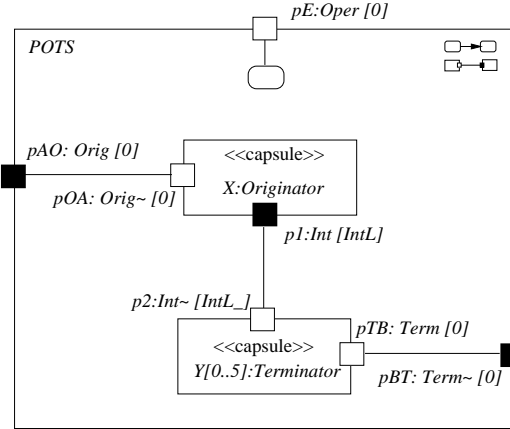 pE:Oper [0]
POTS
pAO: Orig [0]
<<capsule>>
X:Originator
pOA: Orig~ [0]
p1:Int [IntL]
p2:Int~ [IntL_]
pTB: Term [0]
<<capsule>>
Y[0..5]:Terminator
pBT: Term~ [0]